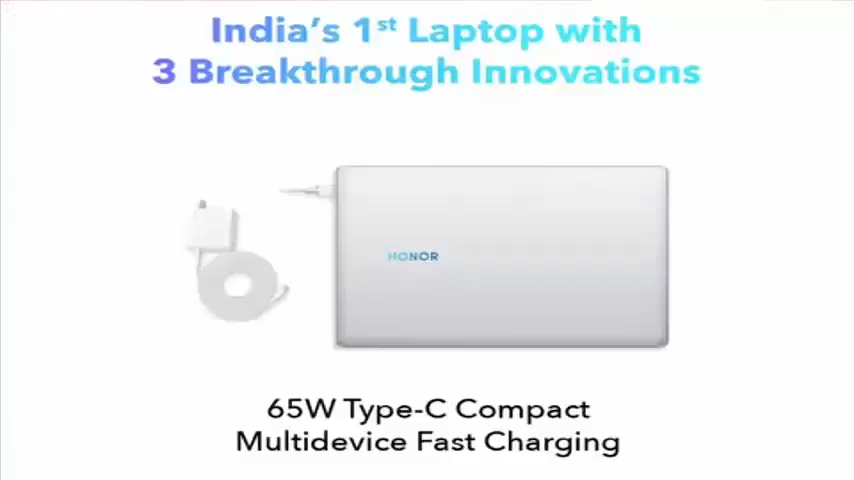 India's 1st Laptop with
3 Breakthrough Innovations
HONOR
65W Type-C Compact
Multidevice Fast Charging